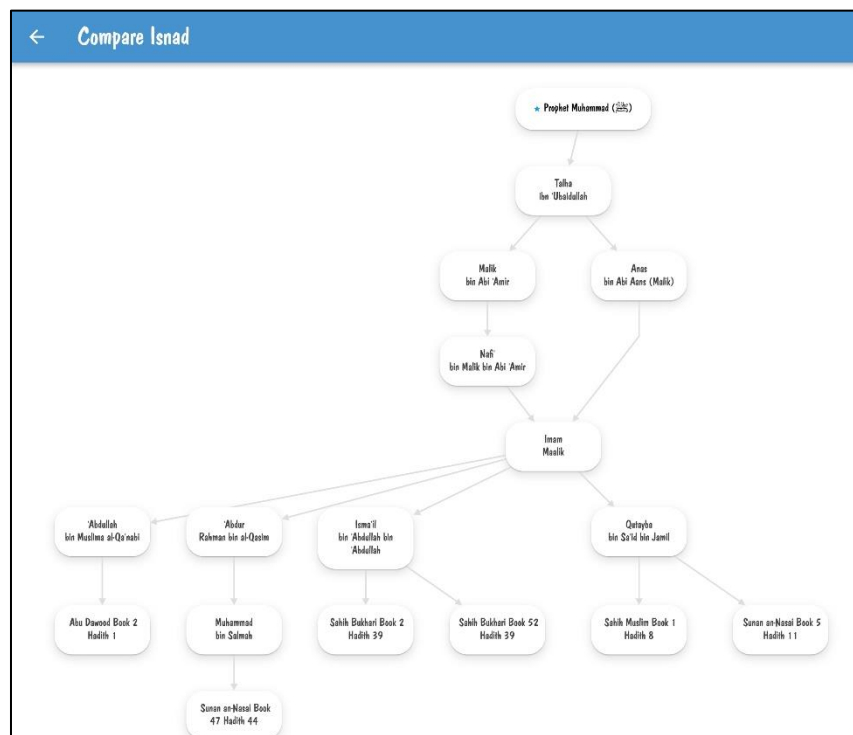 Compare Isnad
★ Prophet Muhammad (ﷺ)
Talha
Ibn 'Ubaidullah
Malik
bin Abi 'Amir
Anas
bin Abi Aans (Malik)
Nafi'
bin Malik bin Abi 'Amir
Imam
Maalik
'Abdullah
bin Muslima al-Qa'nabi
'Abdur
Rahman bin al-Qasim
Isma'il
bin 'Abdullah bin
'Abdullah
Qutayba
bin Sa'id bin Jamil
Abu Dawood Book 2
Hadith 1
Muhammad
bin Salmah
Sahih Bukhari Book 2
Hadith 39
Sahih Bukhari Book 52
Hadith 39
Sahih Muslim Book 1
Hadith 8
Sunan an-Nasai Book 5
Hadith 11
Sunan an-Nasai Book
47 Hadith 44